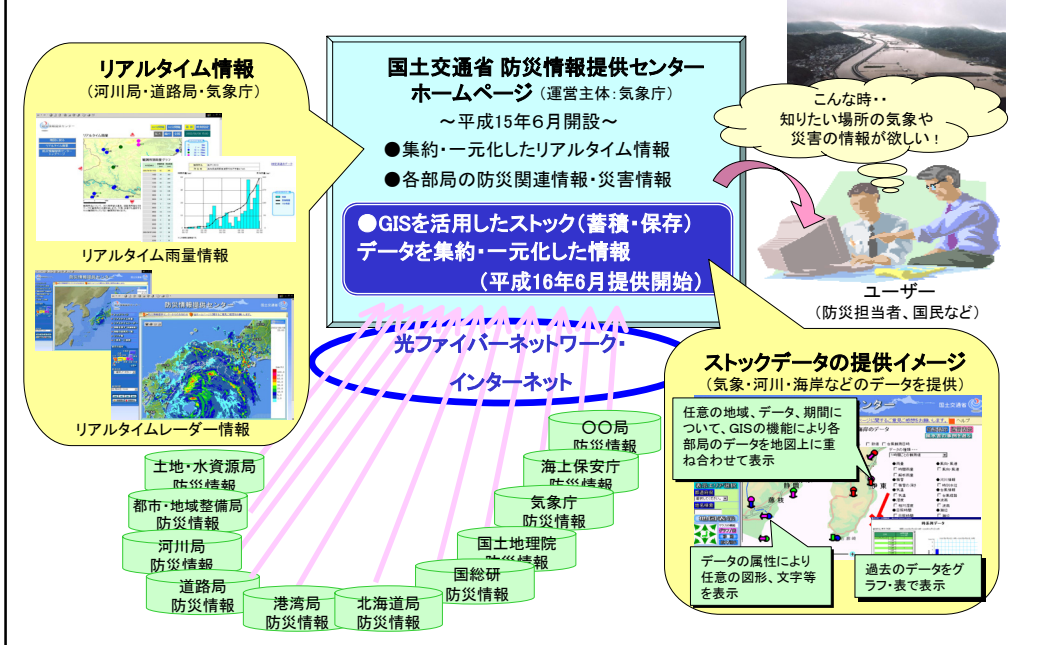 リアルタイム情報
(河川局・道路局・気象庁)
リアルタイム雨量情報
防災情報提供センター
リアルタイムレーダー情報
国土交通省 防災情報提供センター
ホームページ(運営主体:気象庁)
~平成15年6月開設~
●集約・一元化したリアルタイム情報
●各部局の防災関連情報・災害情報
●GISを活用したストック(蓄積・保存)
データを集約・一元化した情報
(平成16年6月提供開始)
こんな時・・
知りたい場所の気象や
災害の情報が欲しい!
ユーザー
(防災担当者、国民など)
光ファイバーネットワーク・
インターネット
土地・水資源局
防災情報
都市・地域整備局
防災情報
河川局
防災情報
道路局
防災情報
港湾局
防災情報
北海道局
防災情報
国総研
防災情報
国土地理院
防災情報
気象庁
防災情報
海上保安庁
防災情報
〇〇局
防災情報
ストックデータの提供イメージ
(気象・河川・海岸などのデータを提供)
任意の地域、データ、期間に
ついて、GISの機能により各
部局のデータを地図上に重
ね合わせて表示
静岡
藤枝
東
データの属性により
任意の図形、文字等
を表示
過去のデータをグ
ラフ・表で表示